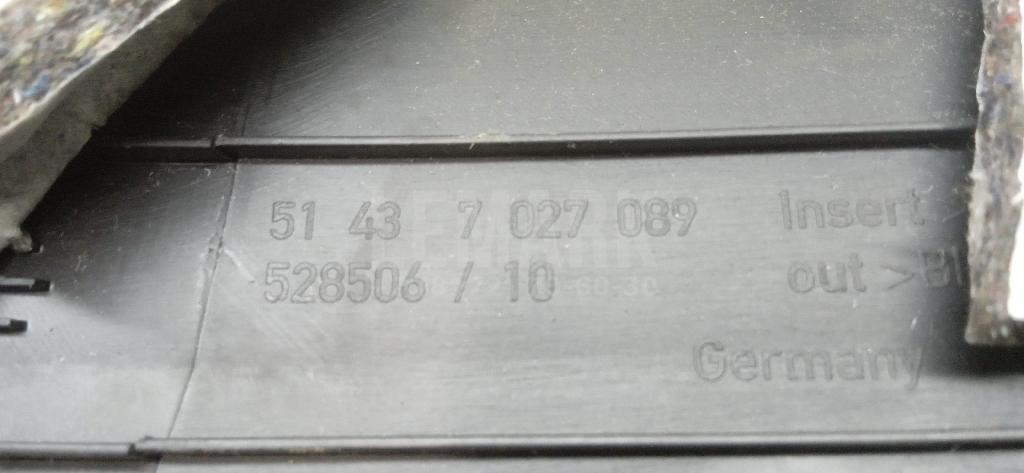 51 43 7 027 089 Insert >
528506 / 10 out >B
Germany